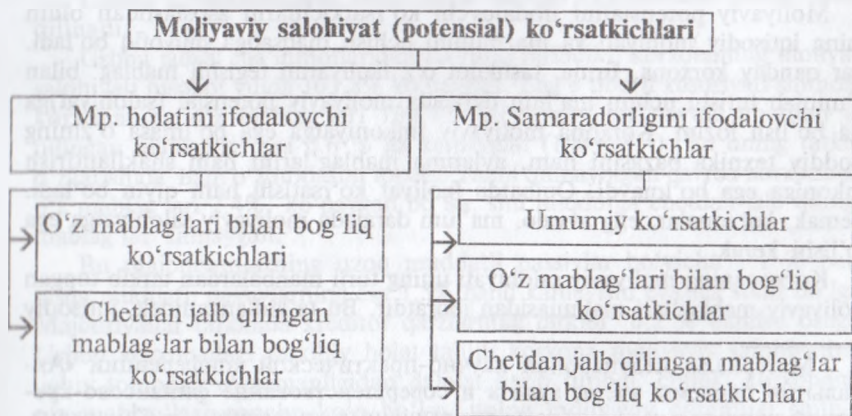 Moliyaviy salohiyat (potensial) ko‘rsatkichlari
Mp. holatini ifodalovchi
ko‘rsatkichlar
Mp. Samaradorligini ifodalovchi
ko‘rsatkichlar
O‘z mablag‘lari bilan bog‘liq
ko‘rsatkichlari
Chetdan jalb qilingan
mablag‘lar bilan bog‘liq
ko‘rsatkichlar
Umumiy ko‘rsatkichlar
O‘z mablag‘lari bilan bog‘liq
ko‘rsatkichlar
Chetdan jalb qilingan mablag‘lar
bilan bog‘liq ko‘rsatkichlar